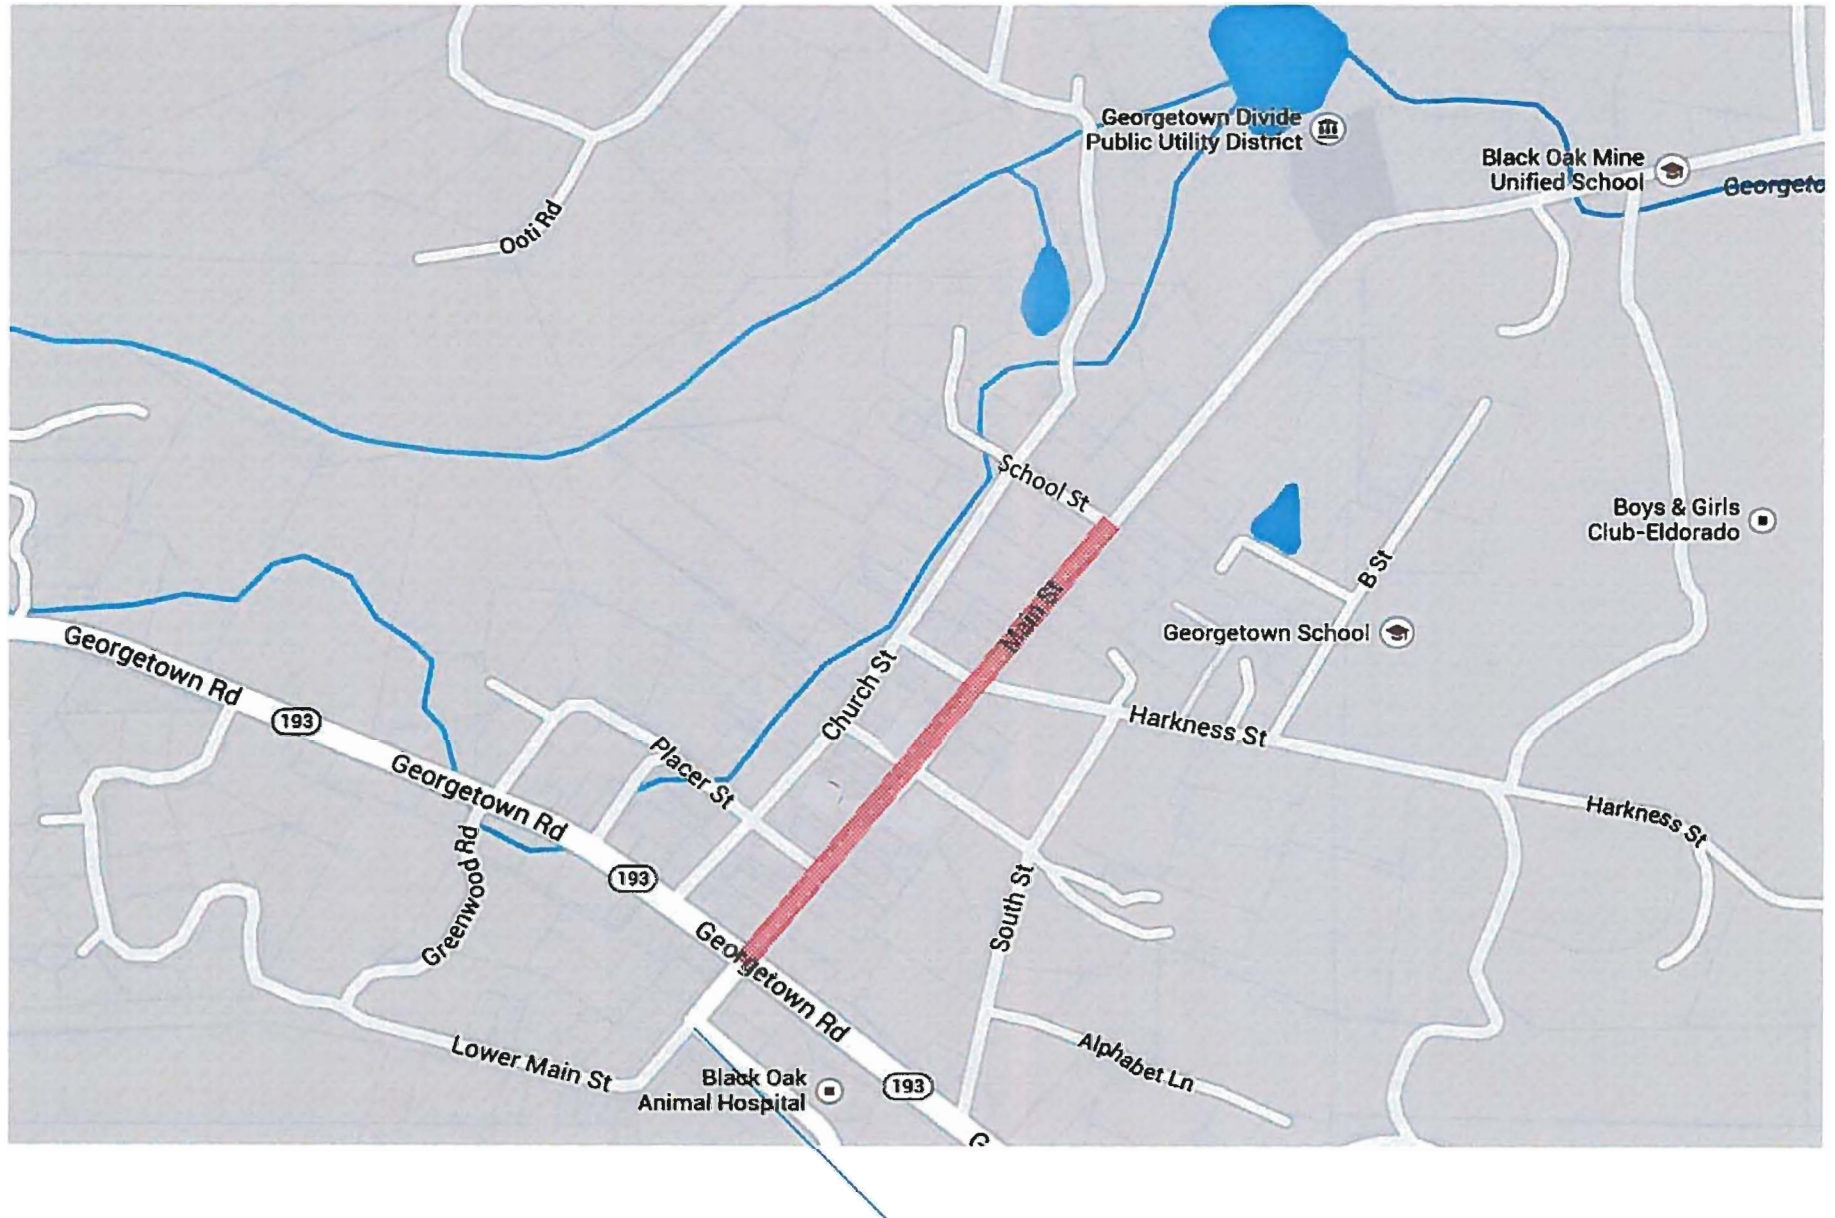 Georgetown Divide
Public Utility District
Black Oak Mine
Unified School
Georgeto
Ooti Rd
School St
Boys & Girls
Club-Eldorado
B St
Main St
Georgetown School
Georgetown Rd
193
Church St
Harkness St
Placer St
Georgetown Rd
Harkness St
Greenwood Rd
193
South St
Georgetown Rd
Lower Main St
Alphabet Ln
Black Oak
Animal Hospital
193
G